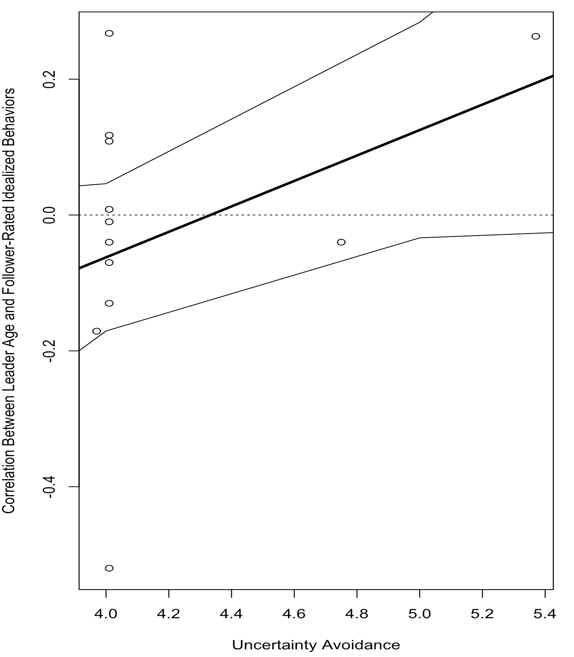 Correlation Between Leader Age and Follower-Rated Idealized Behaviors
0.2
0.0
-0.2
-0.4
4.0 4.2 4.4 4.6 4.8 5.0 5.2 5.4
Uncertainty Avoidance